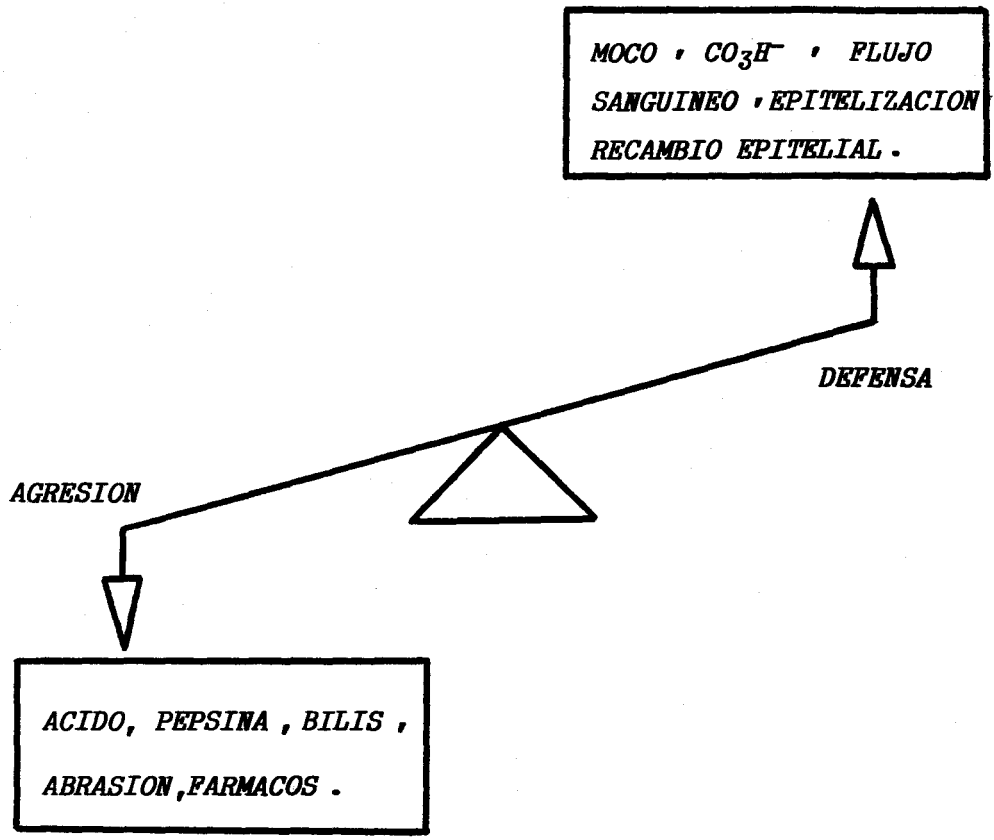 MOCO , CO₃H⁻ , FLUJO
SANGUINEO , EPITELIZACION
RECAMBIO EPITELIAL .
DEFENSA
AGRESION
ACIDO, PEPSINA , BILIS ,
ABRASION , FARMACOS .